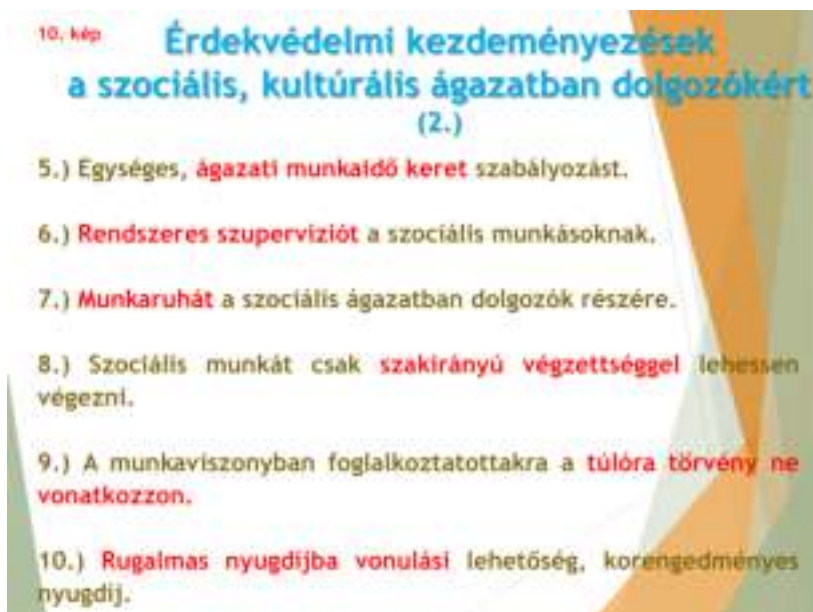 10. kép
Érdekvédelmi kezdeményezések
a szociális, kultúrális ágazatban dolgozókért
(2.)
5.) Egységes, ágazati munkaidő keret szabályozást.
6.) Rendszeres szupervíziót a szociális munkásoknak.
7.) Munkaruhát a szociális ágazatban dolgozók részére.
8.) Szociális munkát csak szakirányú végzettséggel lehessen
végezni.
9.) A munkaviszonyban foglalkoztatottakra a túlóra törvény ne
vonatkozzon.
10.) Rugalmas nyugdíjba vonulási lehetőség, korengedményes
nyugdíj.